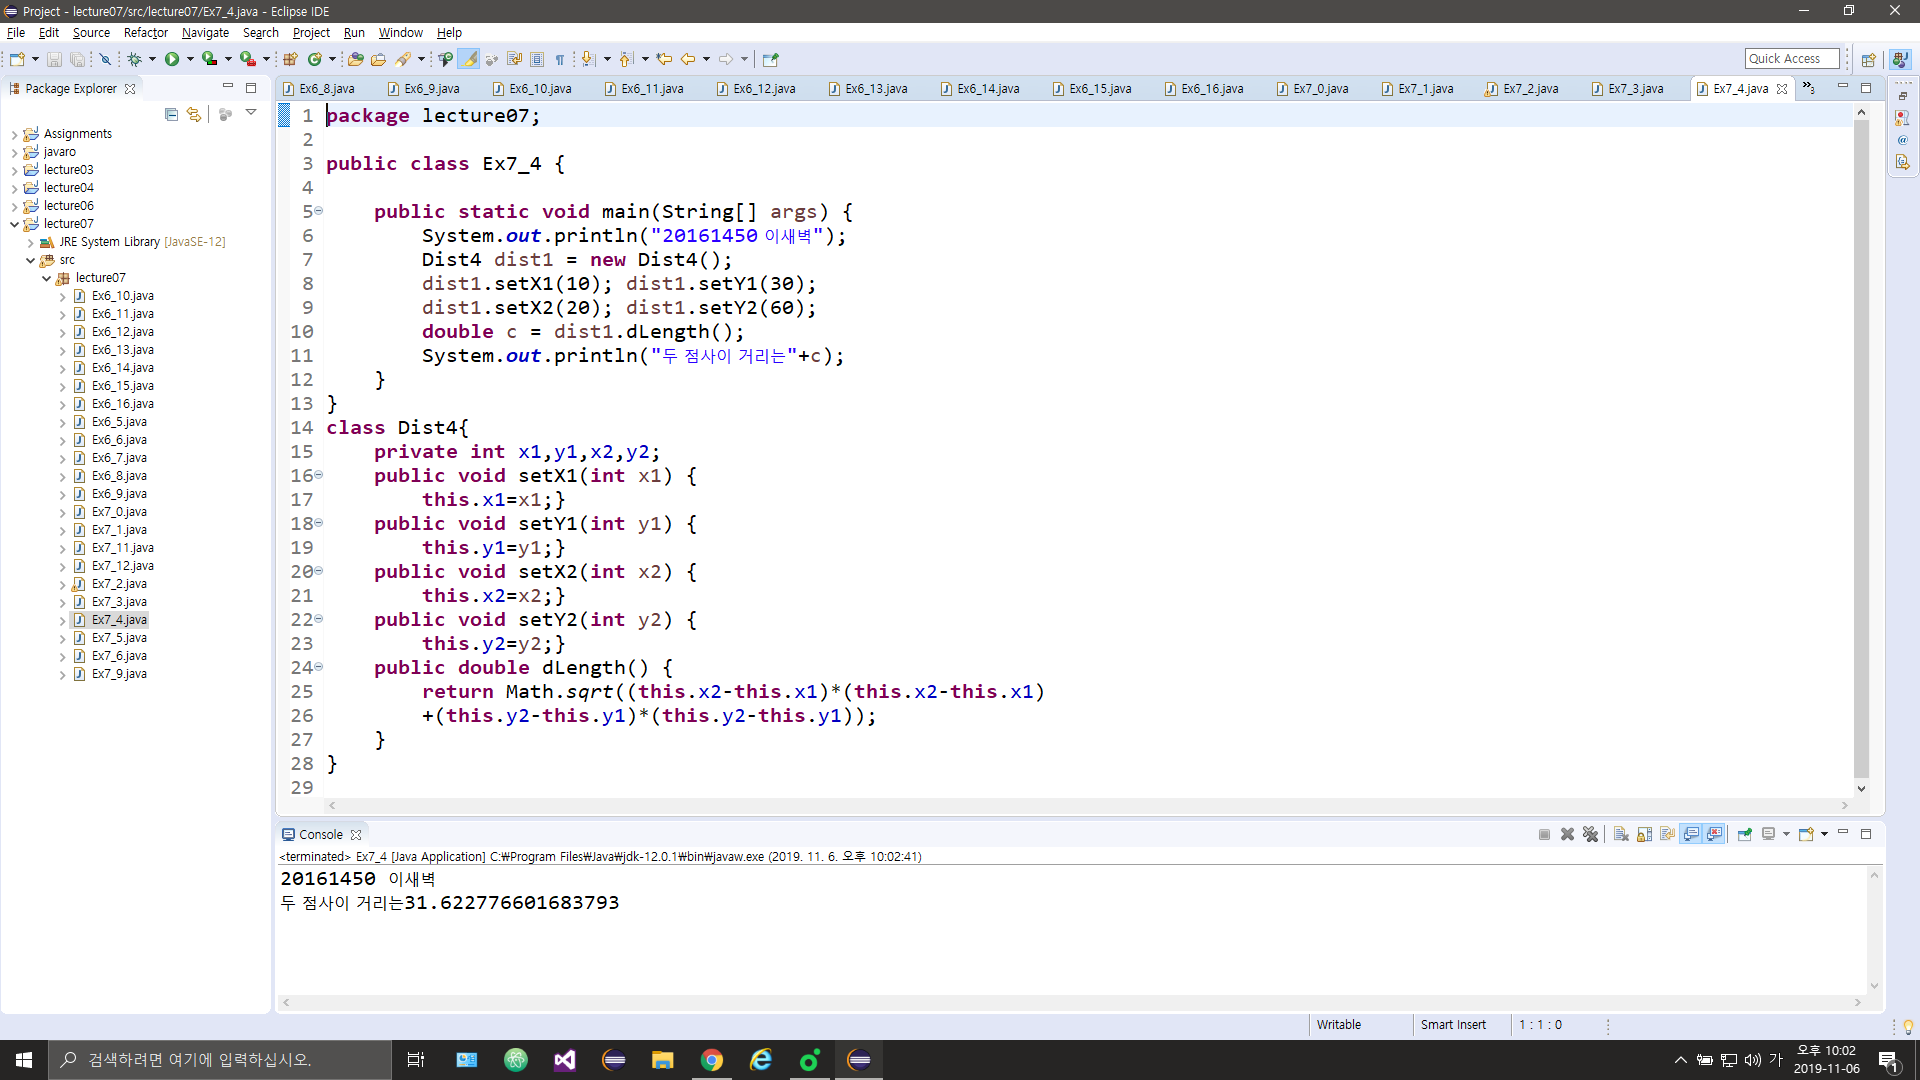 Project - lecture07/src/lecture07/Ex7_4.java - Eclipse IDE
File Edit Source Refactor Navigate Search Project Run Window Help
Quick Access
Package Explorer
Ex6_8.java Ex6_9.java Ex6_10.java Ex6_11.java Ex6_12.java Ex6_13.java Ex6_14.java Ex6_15.java Ex6_16.java Ex7_0.java Ex7_1.java Ex7_2.java Ex7_3.java Ex7_4.java »3
Assignments
javaro
lecture03
lecture04
lecture06
lecture07
JRE System Library [JavaSE-12]
src
lecture07
Ex6_10.java
Ex6_11.java
Ex6_12.java
Ex6_13.java
Ex6_14.java
Ex6_15.java
Ex6_16.java
Ex6_5.java
Ex6_6.java
Ex6_7.java
Ex6_8.java
Ex6_9.java
Ex7_0.java
Ex7_1.java
Ex7_11.java
Ex7_12.java
Ex7_2.java
Ex7_3.java
Ex7_4.java
Ex7_5.java
Ex7_6.java
Ex7_9.java
1 package lecture07;
2
3 public class Ex7_4 {
4
5 public static void main(String[] args) {
6 System.out.println("20161450 이새벽");
7 Dist4 dist1 = new Dist4();
8 dist1.setX1(10); dist1.setY1(30);
9 dist1.setX2(20); dist1.setY2(60);
10 double c = dist1.dLength();
11 System.out.println("두 점사이 거리는"+c);
12 }
13 }
14 class Dist4{
15 private int x1,y1,x2,y2;
16 public void setX1(int x1) {
17 this.x1=x1;}
18 public void setY1(int y1) {
19 this.y1=y1;}
20 public void setX2(int x2) {
21 this.x2=x2;}
22 public void setY2(int y2) {
23 this.y2=y2;}
24 public double dLength() {
25 return Math.sqrt((this.x2-this.x1)*(this.x2-this.x1)
26 +(this.y2-this.y1)*(this.y2-this.y1));
27 }
28 }
29
Console
<terminated> Ex7_4 [Java Application] C:₩Program Files₩Java₩jdk-12.0.1₩bin₩javaw.exe (2019. 11. 6. 오후 10:02:41)
20161450 이새벽
두 점사이 거리는31.622776601683793
Writable Smart Insert 1 : 1 : 0
검색하려면 여기에 입력하십시오.
가
오후 10:02
2019-11-06
1